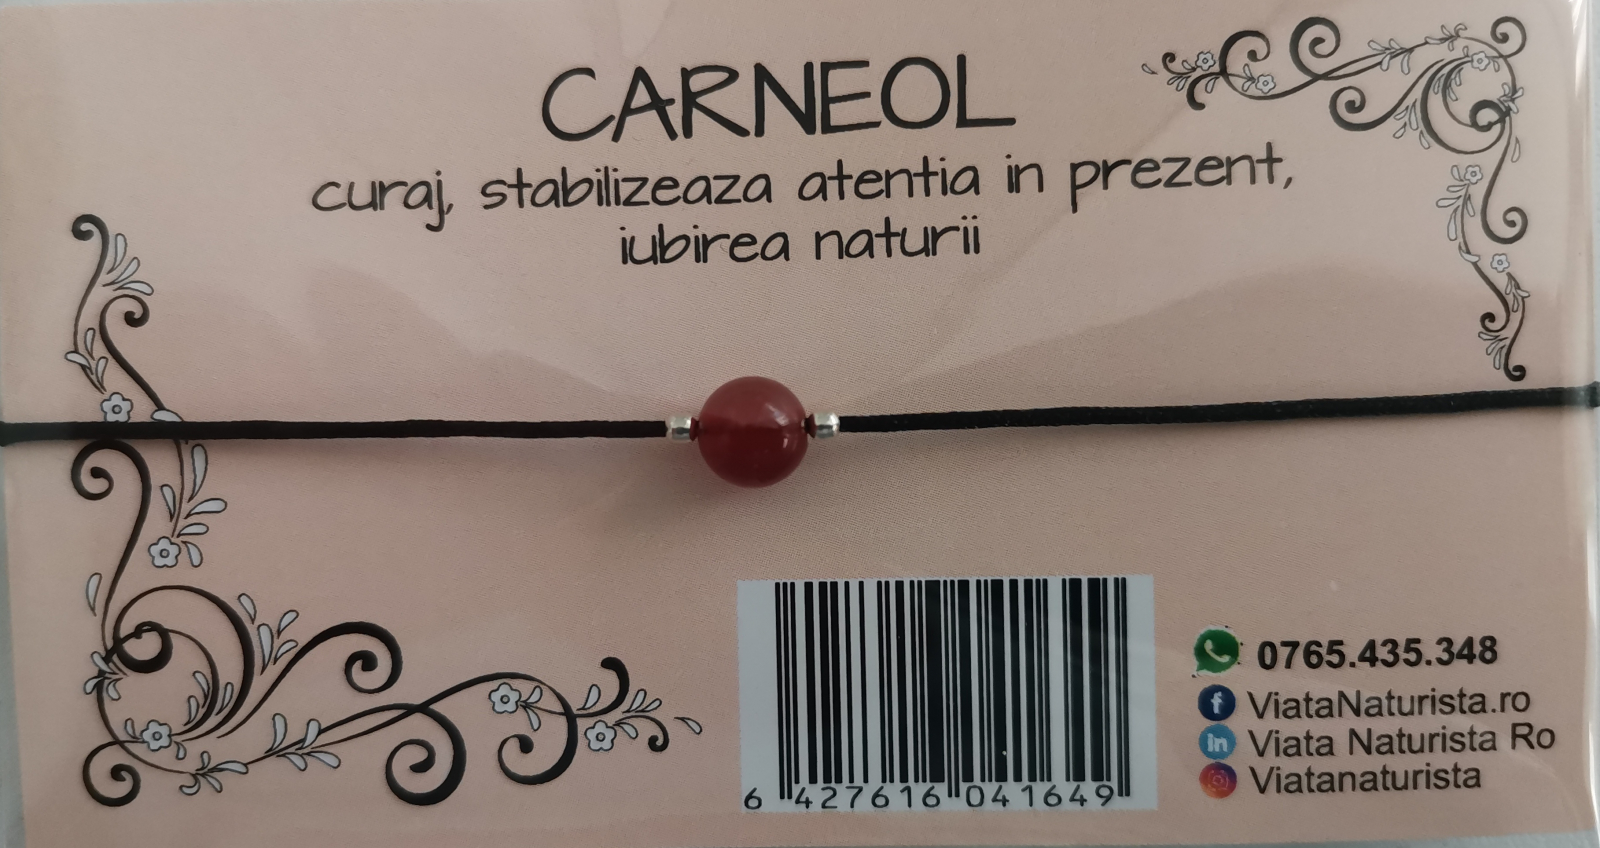 CARNEOL
curaj, stabilizeaza atentia in prezent,
iubirea naturii
6 427616 041649
0765.435.348
ViataNaturista.ro
Viata Naturista Ro
Viatanaturista